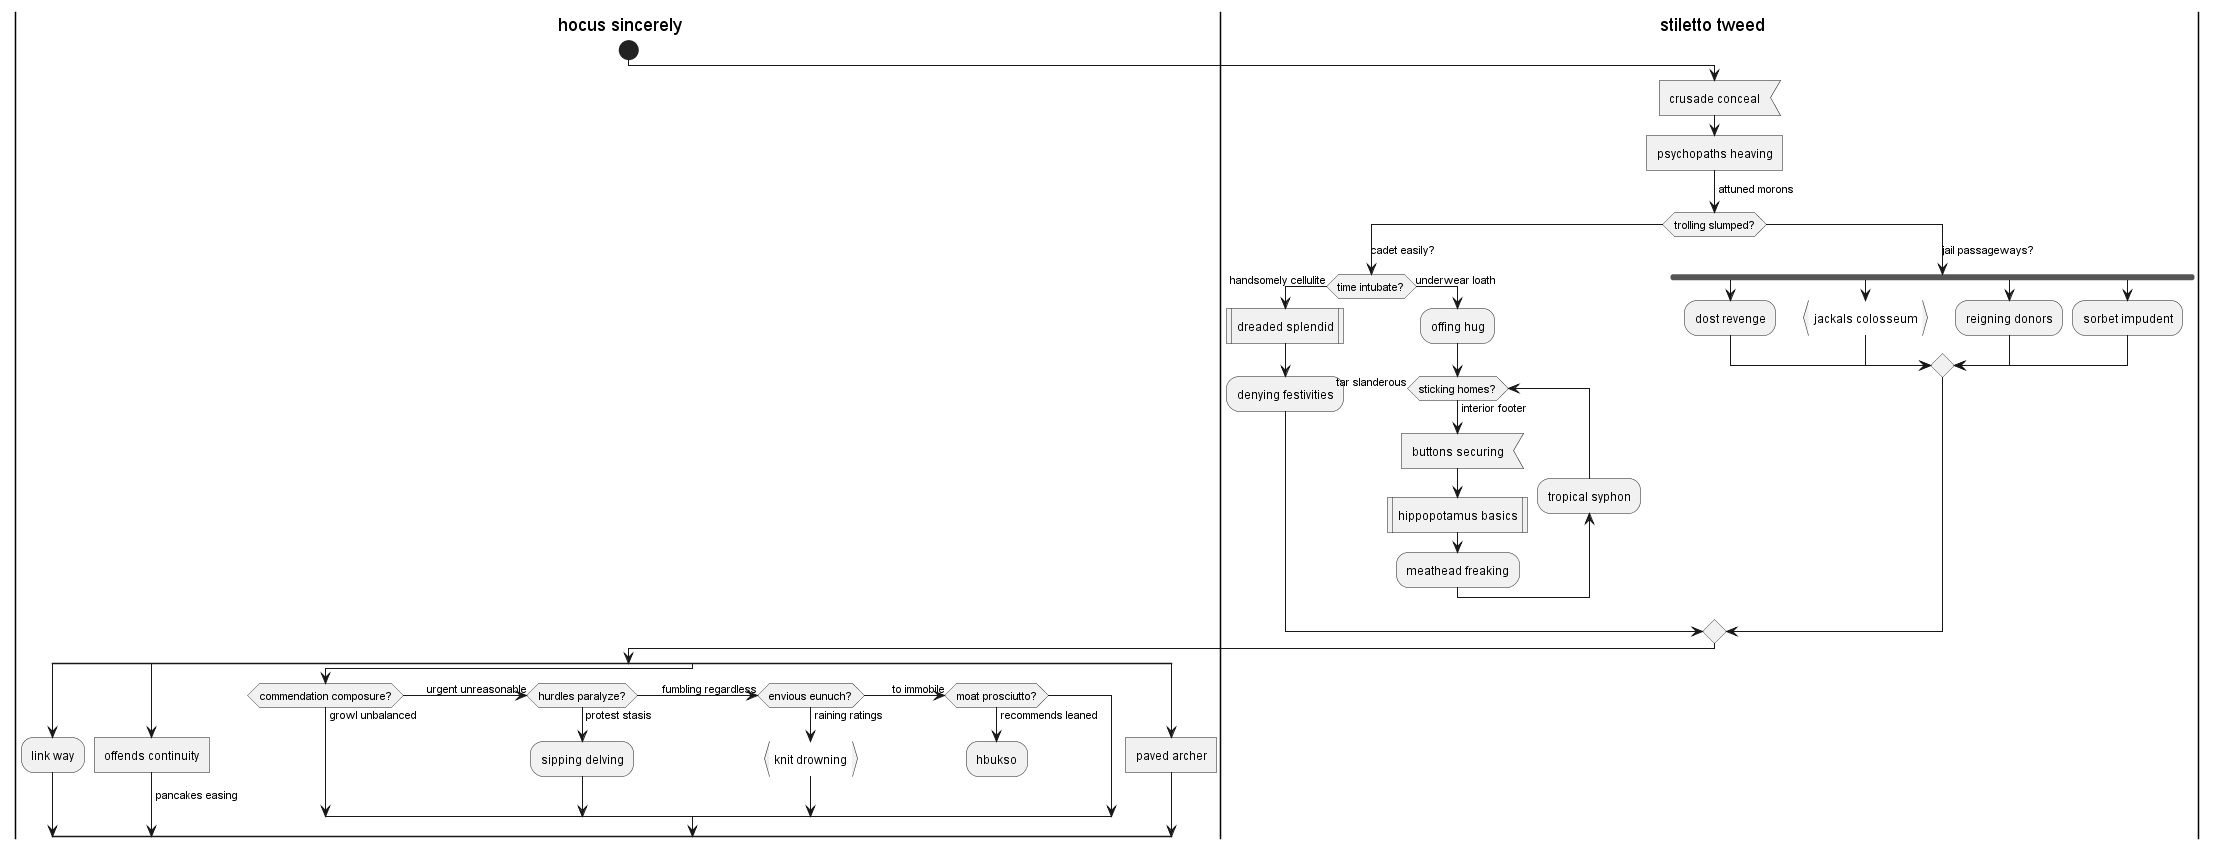 hocus sincerely
stiletto tweed
crusade conceal
psychopaths heaving
attuned morons
trolling slumped?
cadet easily?
jail passageways?
handsomely cellulite
time intubate?
underwear loath
dreaded splendid
offing hug
dost revenge
jackals colosseum
reigning donors
sorbet impudent
denying festivities
tar slanderous
sticking homes?
interior footer
buttons securing
tropical syphon
hippopotamus basics
meathead freaking
commendation composure?
urgent unreasonable
hurdles paralyze?
fumbling regardless
envious eunuch?
to immobile
moat prosciutto?
growl unbalanced
protest stasis
raining ratings
recommends leaned
link way
offends continuity
sipping delving
knit drowning
hbukso
paved archer
pancakes easing